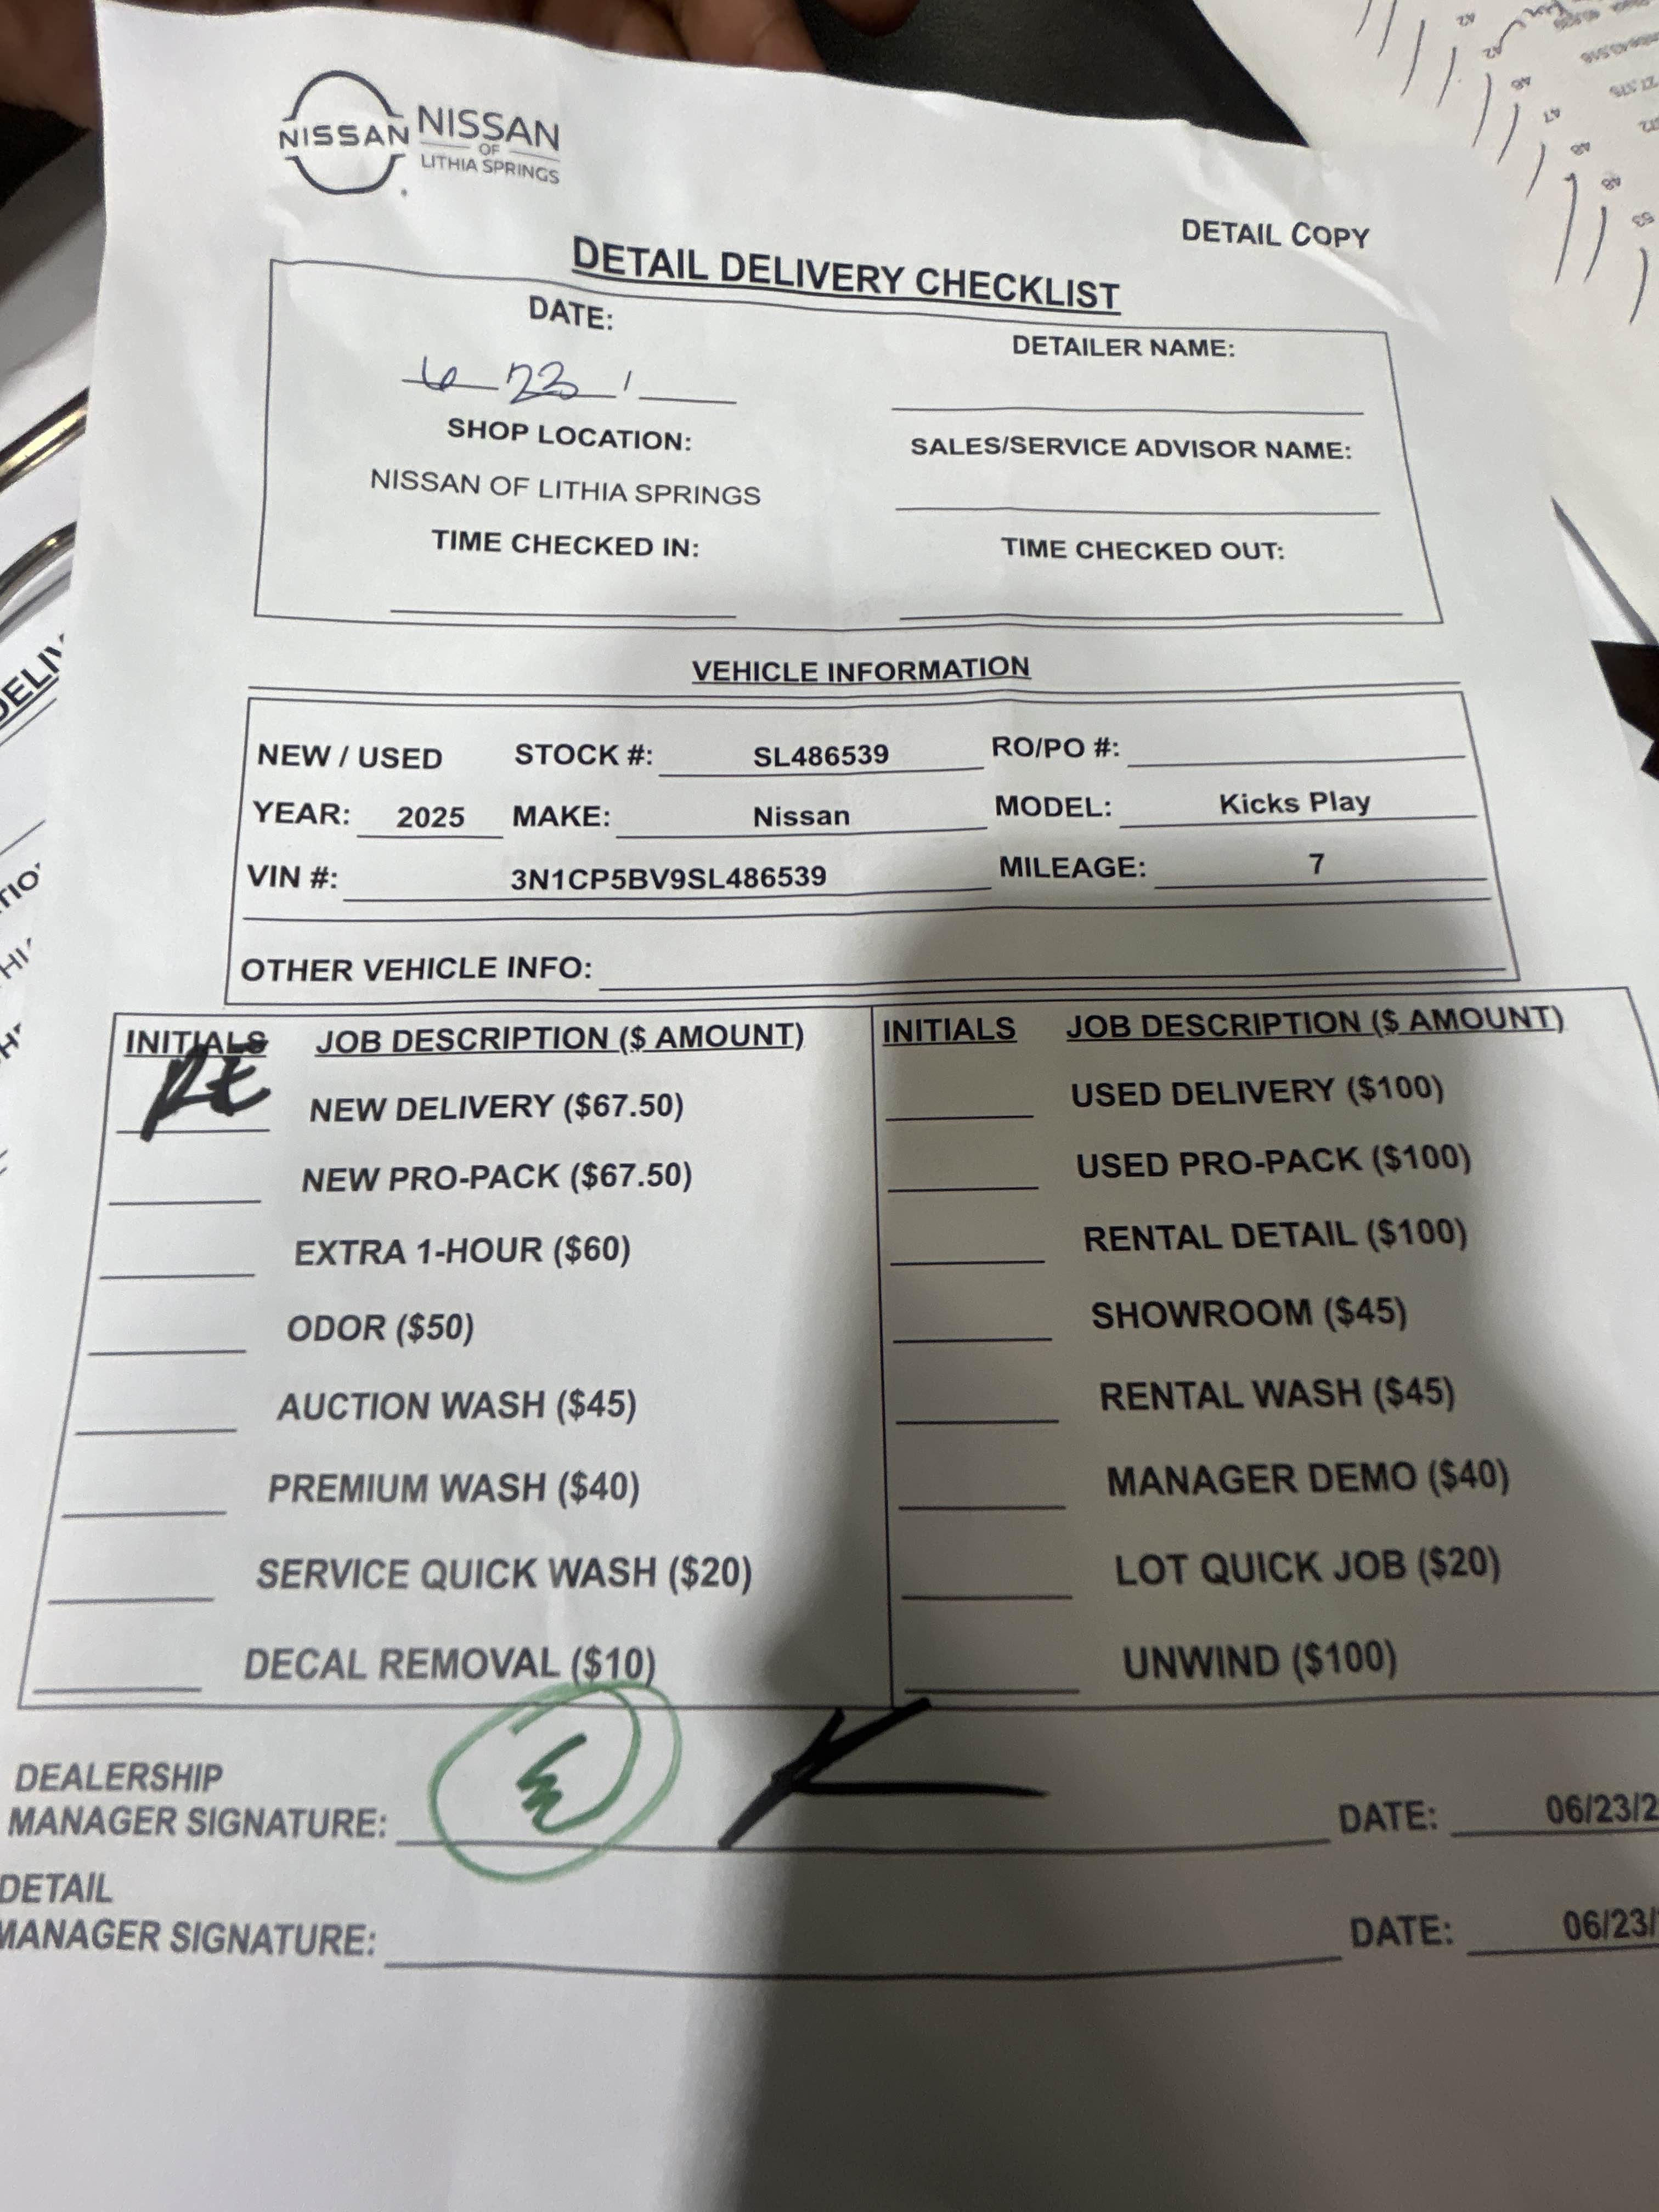 NISSAN NISSAN
OF
LITHIA SPRINGS
DETAIL COPY
DETAIL DELIVERY CHECKLIST
DATE:
6 23
DETAILER NAME:
SHOP LOCATION:
NISSAN OF LITHIA SPRINGS
SALES/SERVICE ADVISOR NAME:
TIME CHECKED IN:
TIME CHECKED OUT:
VEHICLE INFORMATION
NEW / USED STOCK #: SL486539 RO/PO #:
YEAR: 2025 MAKE: Nissan MODEL: Kicks Play
VIN #: 3N1CP5BV9SL486539 MILEAGE: 7
OTHER VEHICLE INFO:
INITIALS JOB DESCRIPTION ($ AMOUNT) INITIALS JOB DESCRIPTION ($ AMOUNT)
NEW DELIVERY ($67.50) USED DELIVERY ($100)
NEW PRO-PACK ($67.50) USED PRO-PACK ($100)
EXTRA 1-HOUR ($60) RENTAL DETAIL ($100)
ODOR ($50) SHOWROOM ($45)
AUCTION WASH ($45) RENTAL WASH ($45)
PREMIUM WASH ($40) MANAGER DEMO ($40)
SERVICE QUICK WASH ($20) LOT QUICK JOB ($20)
DECAL REMOVAL ($10) UNWIND ($100)
DEALERSHIP
MANAGER SIGNATURE: DATE: 06/23/2
DETAIL
MANAGER SIGNATURE: DATE: 06/23/